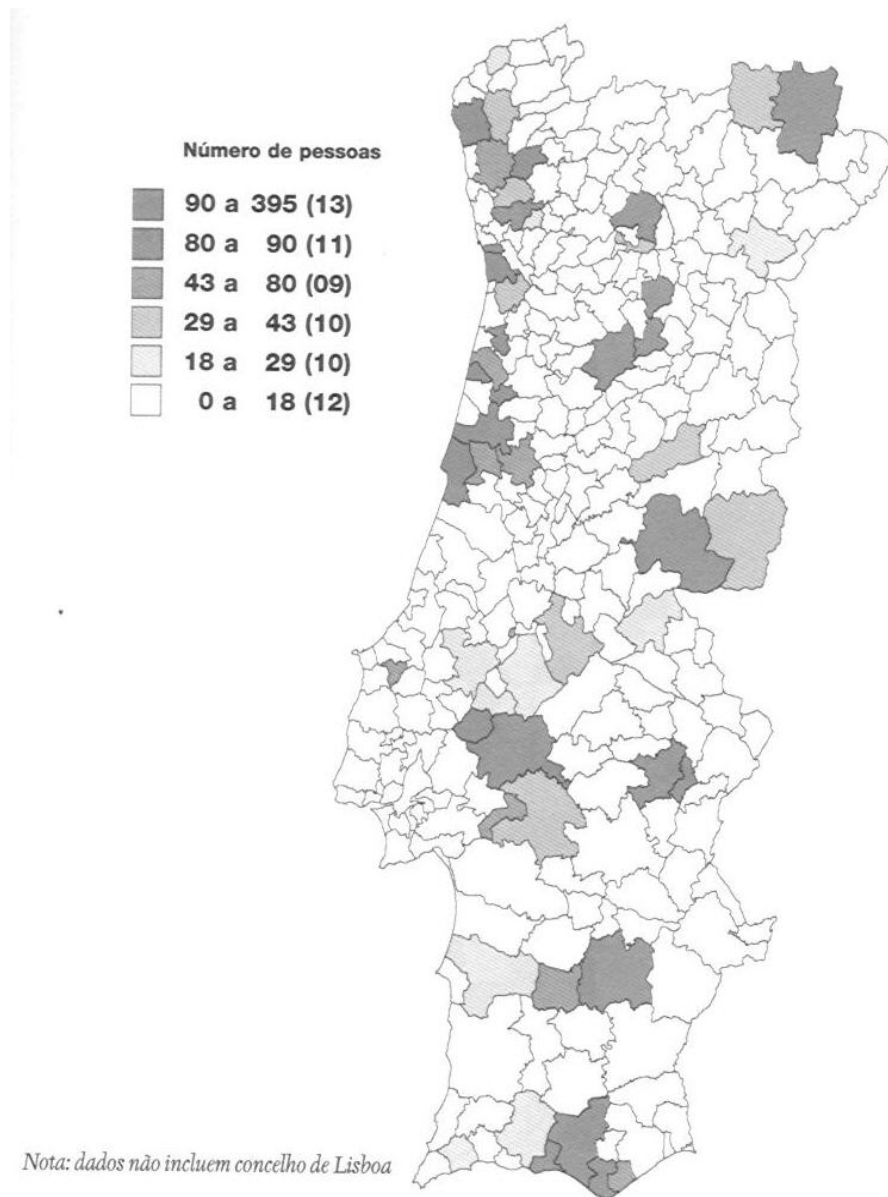 Número de pessoas
90 a 395 (13)
80 a 90 (11)
43 a 80 (09)
29 a 43 (10)
18 a 29 (10)
0 a 18 (12)
Nota: dados não incluem concelho de Lisboa